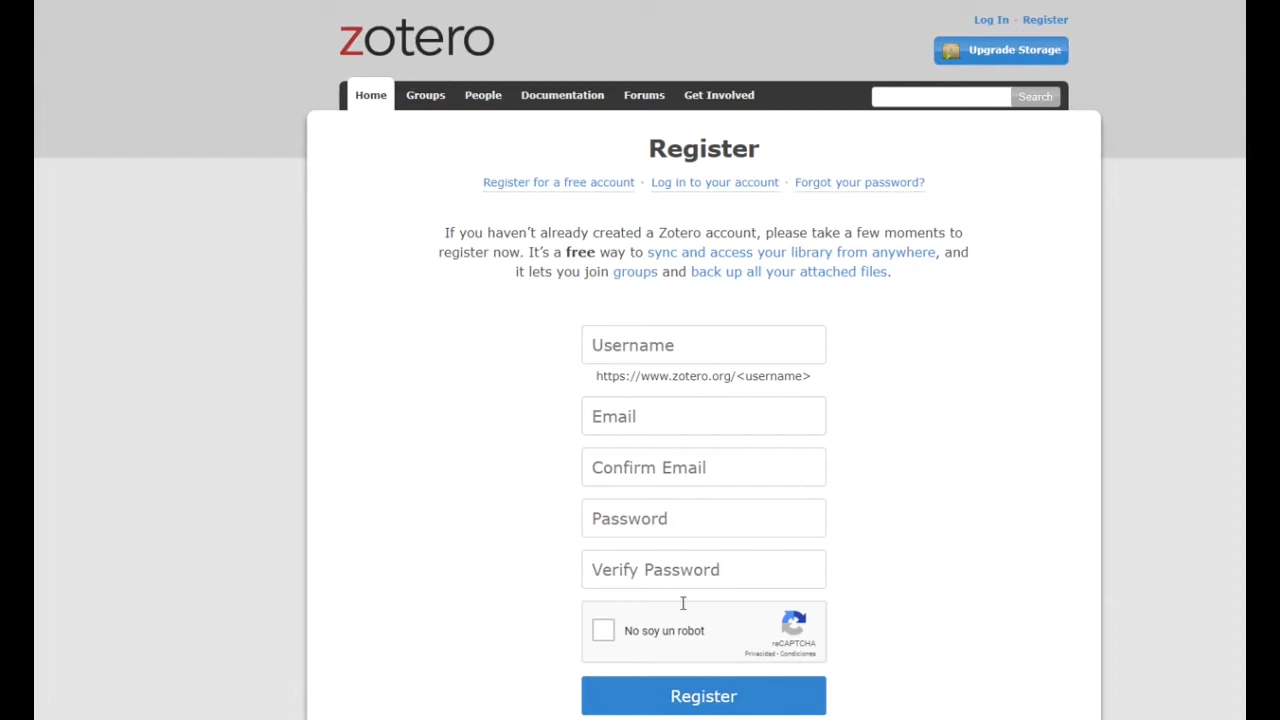 zotero
Log In · Register
Upgrade Storage
Home Groups People Documentation Forums Get Involved Search
Register
Register for a free account · Log in to your account · Forgot your password?
If you haven’t already created a Zotero account, please take a few moments to
register now. It’s a free way to sync and access your library from anywhere, and
it lets you join groups and back up all your attached files.
Username
https://www.zotero.org/<username>
Email
Confirm Email
Password
Verify Password
No soy un robot
reCAPTCHA
Privacidad - Condiciones
Register